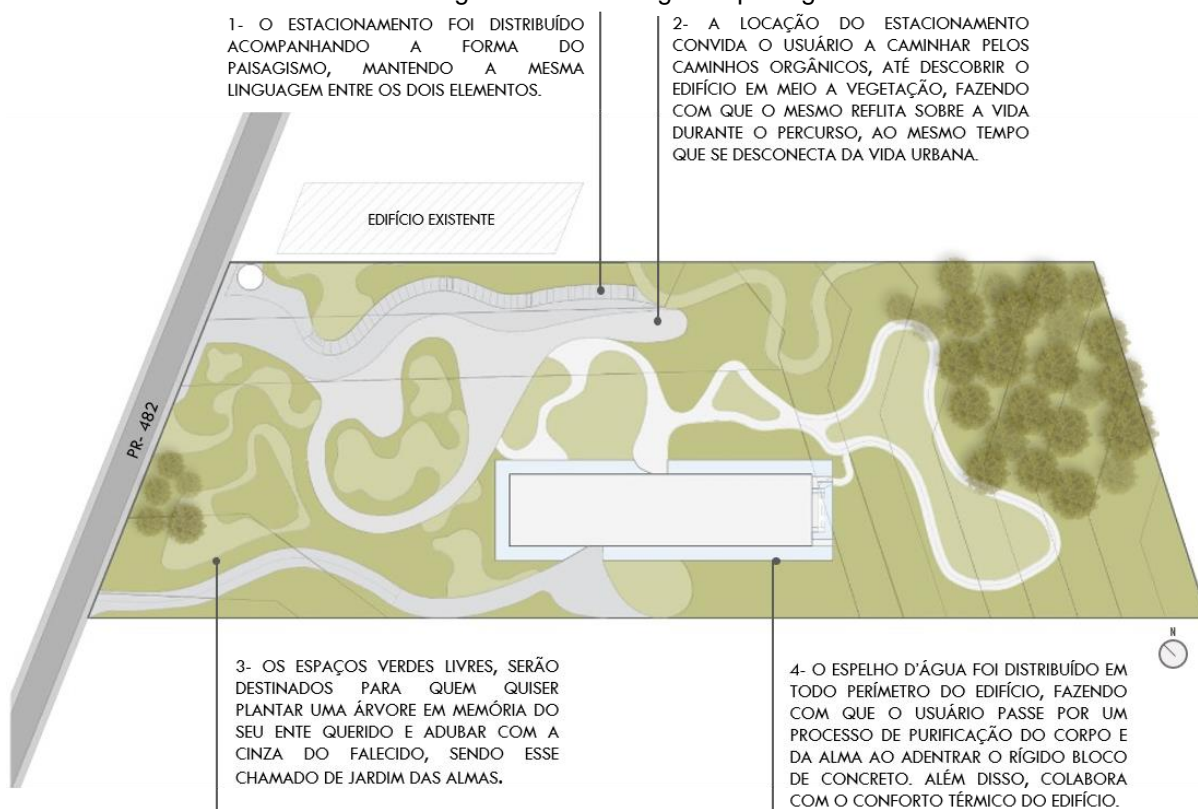 1- O ESTACIONAMENTO FOI DISTRIBUÍDO
ACOMPANHANDO A FORMA DO
PAISAGISMO, MANTENDO A MESMA
LINGUAGEM ENTRE OS DOIS ELEMENTOS.
2- A LOCAÇÃO DO ESTACIONAMENTO
CONVIDA O USUÁRIO A CAMINHAR PELOS
CAMINHOS ORGÂNICOS, ATÉ DESCOBRIR O
EDIFÍCIO EM MEIO A VEGETAÇÃO, FAZENDO
COM QUE O MESMO REFLITA SOBRE A VIDA
DURANTE O PERCURSO, AO MESMO TEMPO
QUE SE DESCONECTA DA VIDA URBANA.
EDIFÍCIO EXISTENTE
PR- 482
N
3- OS ESPAÇOS VERDES LIVRES, SERÃO
DESTINADOS PARA QUEM QUISER
PLANTAR UMA ÁRVORE EM MEMÓRIA DO
SEU ENTE QUERIDO E ADUBAR COM A
CINZA DO FALECIDO, SENDO ESSE
CHAMADO DE JARDIM DAS ALMAS.
4- O ESPELHO D'ÁGUA FOI DISTRIBUÍDO EM
TODO PERÍMETRO DO EDIFÍCIO, FAZENDO
COM QUE O USUÁRIO PASSE POR UM
PROCESSO DE PURIFICAÇÃO DO CORPO E
DA ALMA AO ADENTRAR O RÍGIDO BLOCO
DE CONCRETO. ALÉM DISSO, COLABORA
COM O CONFORTO TÉRMICO DO EDIFÍCIO.